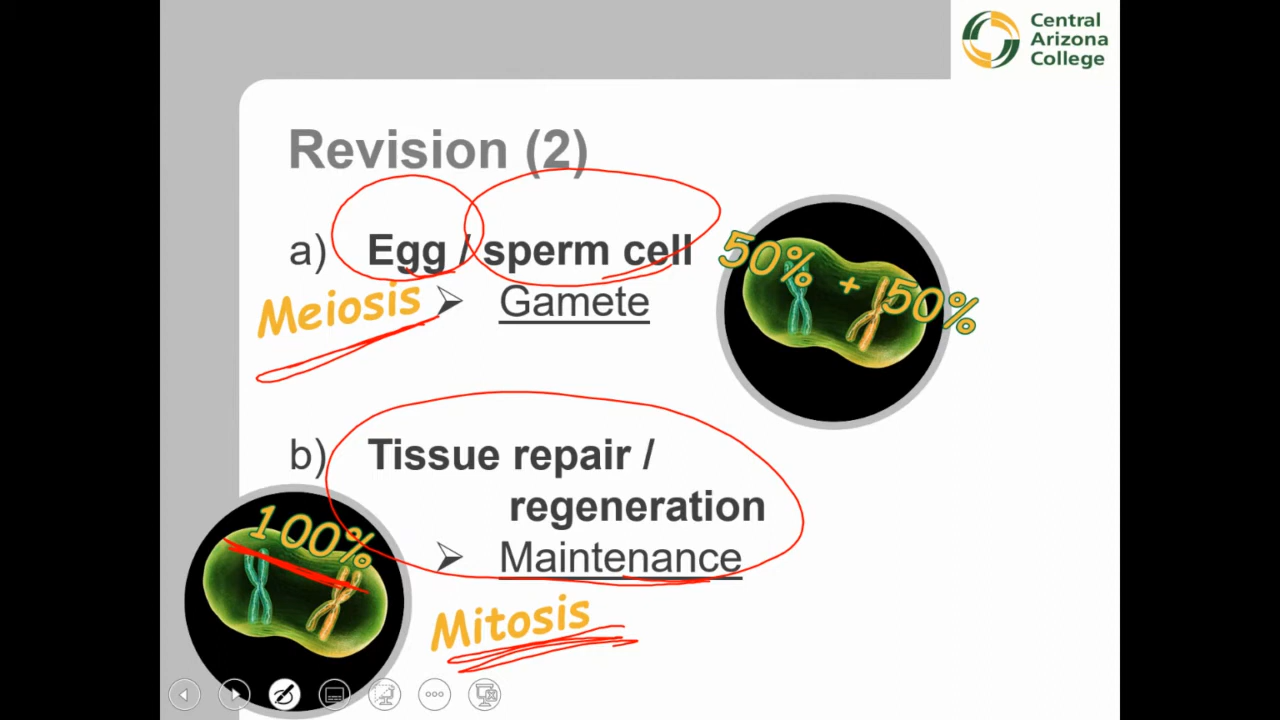 Central
Arizona
College
Revision (2)
a) Egg / sperm cell
Meiosis ➢ Gamete
50% + 50%
b) Tissue repair /
regeneration
➢ Maintenance
100%
Mitosis